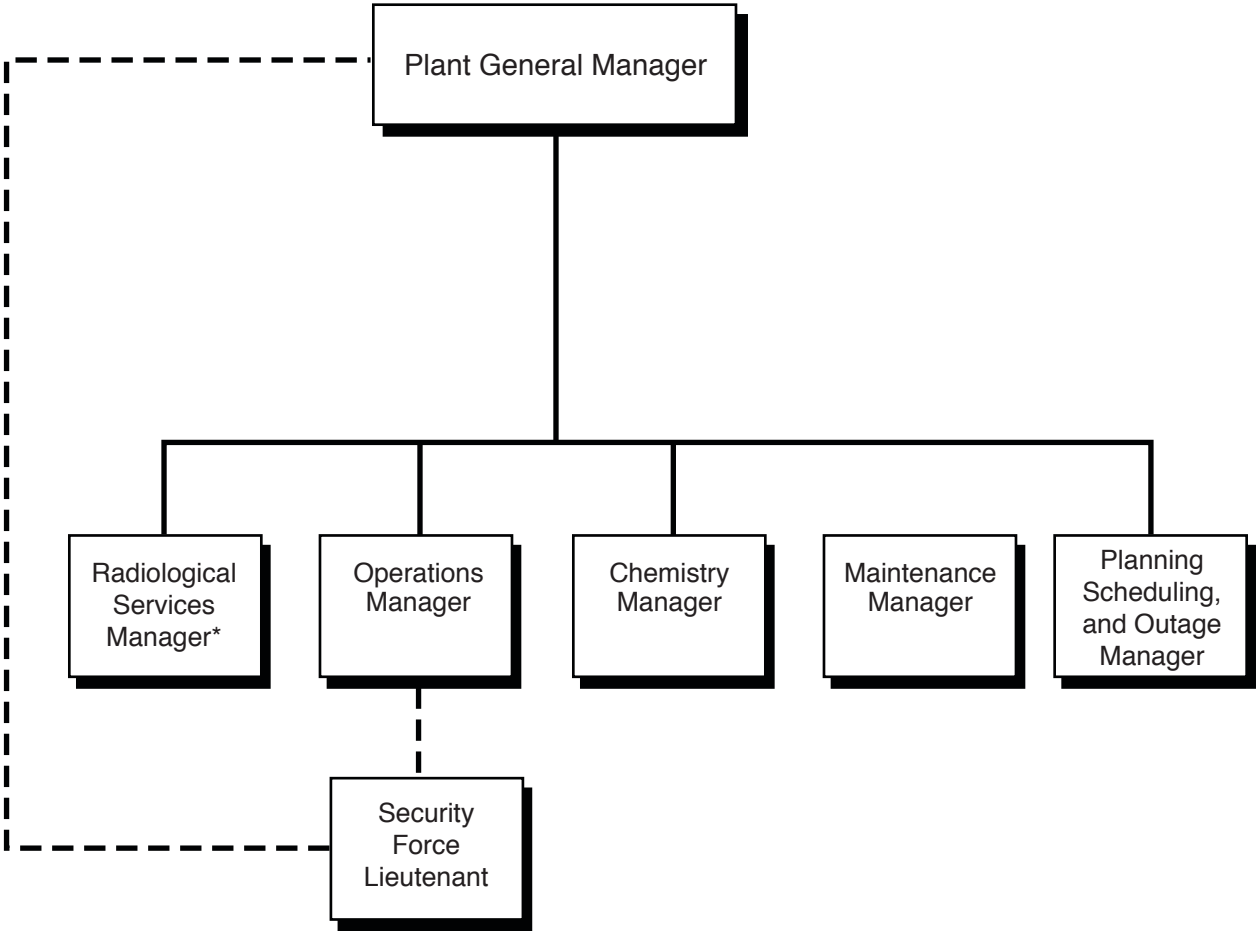 Plant General Manager
Radiological
Services
Manager*
Operations
Manager
Chemistry
Manager
Maintenance
Manager
Planning
Scheduling,
and Outage
Manager
Security
Force
Lieutenant